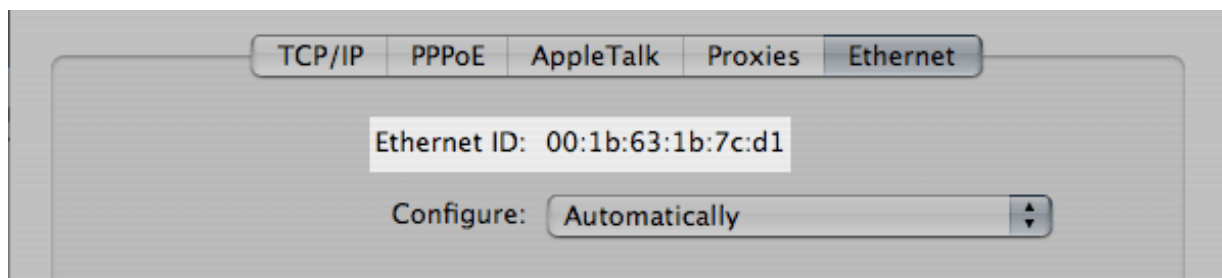 TCP/IP PPPoE AppleTalk Proxies Ethernet
Ethernet ID: 00:1b:63:1b:7c:d1
Configure: Automatically